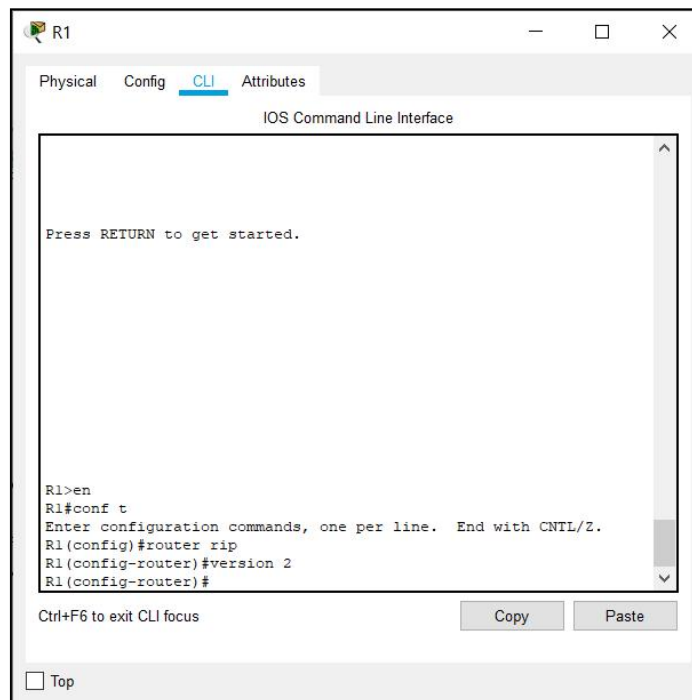 R1
Physical Config CLI Attributes
IOS Command Line Interface
Press RETURN to get started.
R1>en
R1#conf t
Enter configuration commands, one per line.  End with CNTL/Z.
R1(config)#router rip
R1(config-router)#version 2
R1(config-router)#
Ctrl+F6 to exit CLI focus
Copy Paste
Top